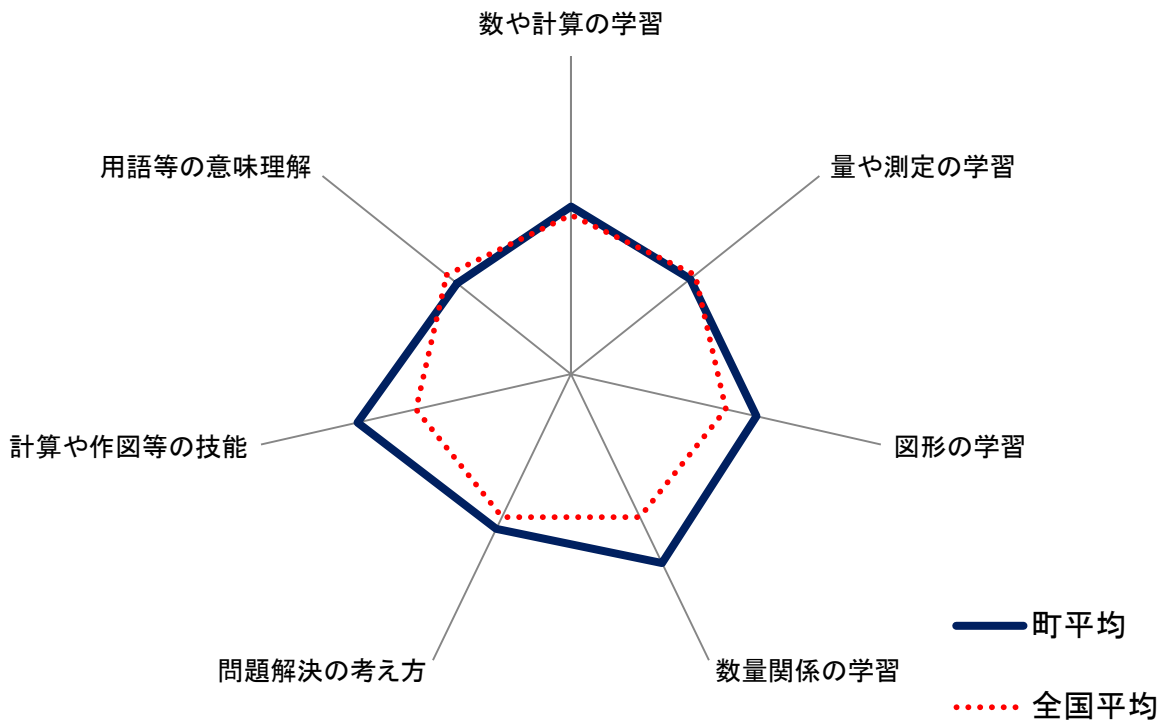 数や計算の学習
量や測定の学習
図形の学習
数量関係の学習
問題解決の考え方
計算や作図等の技能
用語等の意味理解
町平均
全国平均